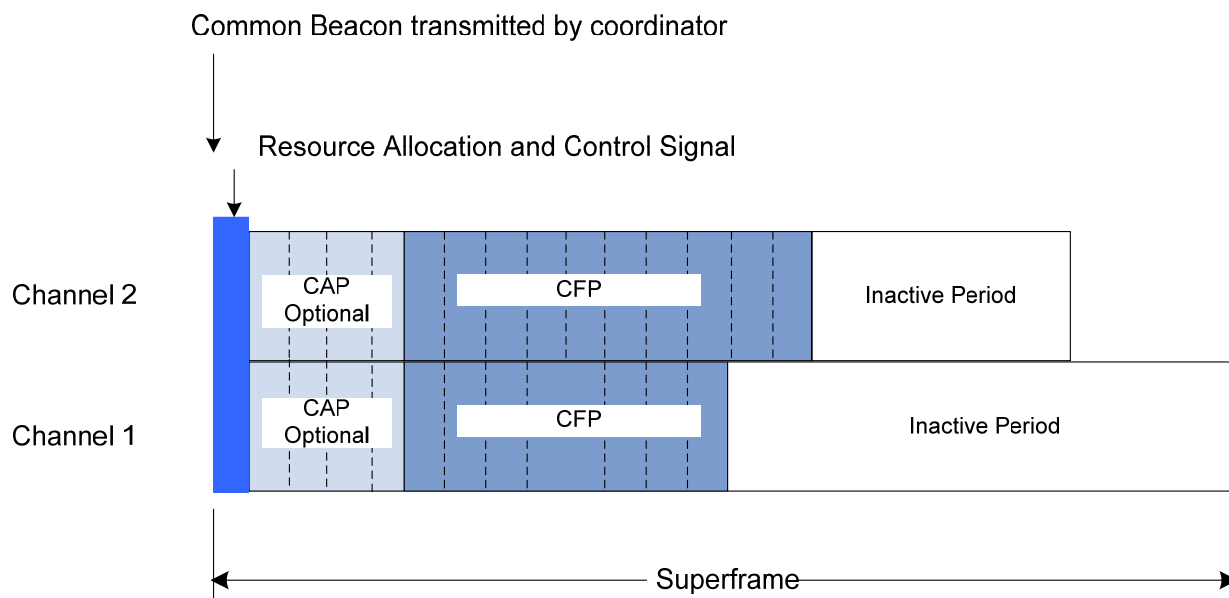 Common Beacon transmitted by coordinator
Resource Allocation and Control Signal
Channel 2
CAP
Optional
CFP
Inactive Period
Channel 1
CAP
Optional
CFP
Inactive Period
Superframe